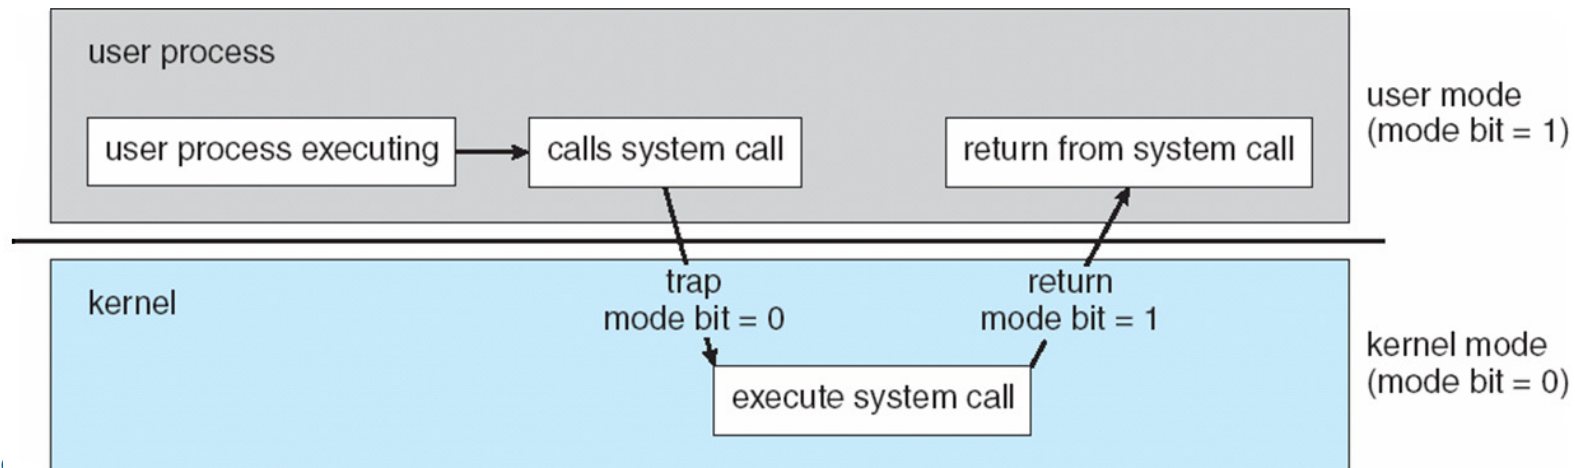 user process
user process executing
calls system call
return from system call
user mode
(mode bit = 1)
kernel
trap
mode bit = 0
return
mode bit = 1
kernel mode
(mode bit = 0)
execute system call